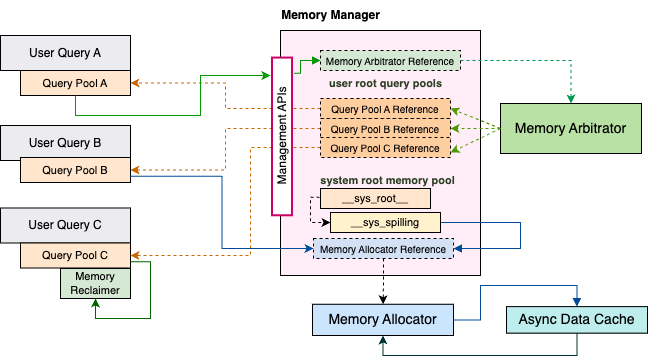 Memory Manager
User Query A
Query Pool A
User Query B
Query Pool B
User Query C
Query Pool C
Memory
Reclaimer
Management APIs
Memory Arbitrator Reference
user root query pools
Query Pool A Reference
Query Pool B Reference
Query Pool C Reference
system root memory pool
__sys_root__
__sys_spilling
Memory Allocator Reference
Memory Arbitrator
Memory Allocator
Async Data Cache